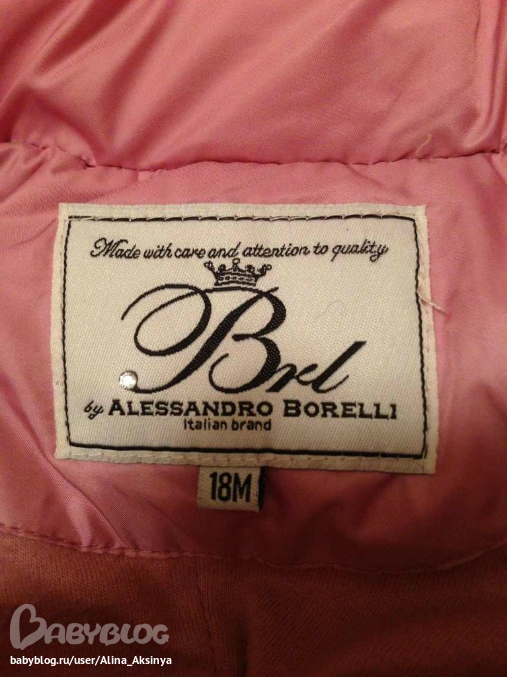 Made with care and attention to quality
Brl
by ALESSANDRO BORELLI
Italian brand
18M
BABYBLOG
babyblog.ru/user/Alina_Aksinya